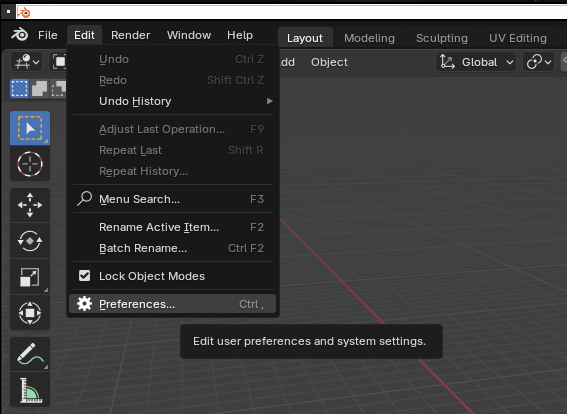 File Edit Render Window Help Layout Modeling Sculpting UV Editing
Undo Ctrl Z
dd Object Global
Redo Shift Ctrl Z
Undo History
Adjust Last Operation... F9
Repeat Last Shift R
Repeat History...
Menu Search... F3
Rename Active Item... F2
Batch Rename... Ctrl F2
Lock Object Modes
Preferences... Ctrl ,
Edit user preferences and system settings.